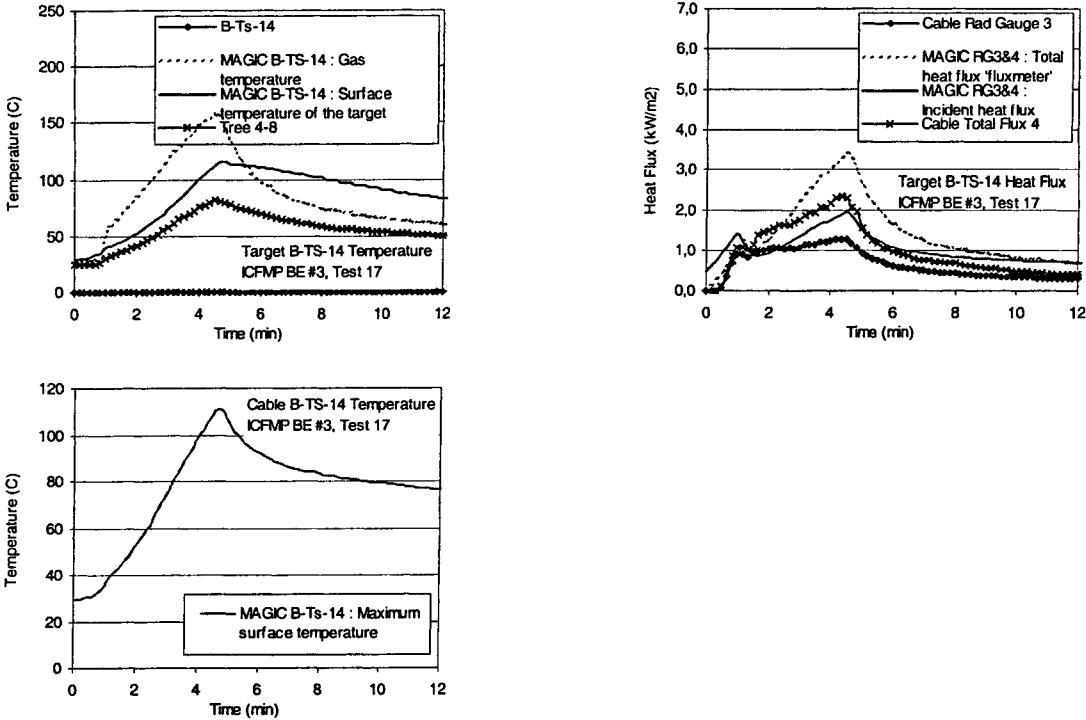 250
200
150
100
50
0
Temperature (C)
B-Ts-14
MAGIC B-TS-14 : Gas
temperature
MAGIC B-TS-14 : Surface
temperature of the target
Tree 4-8
Target B-TS-14 Temperature
ICFMP BE #3, Test 17
0 2 4 6 8 10 12
Time (min)
7,0
6,0
5,0
4,0
3,0
2,0
1,0
0,0
Heat Flux (kW/m2)
Cable Rad Gauge 3
MAGIC RG3&4 : Total
heat flux 'fluxmeter'
MAGIC RG3&4 :
Incident heat flux
Cable Total Flux 4
Target B-TS-14 Heat Flux
ICFMP BE #3, Test 17
0 2 4 6 8 10 12
Time (min)
120
100
80
60
40
20
0
Temperature (C)
Cable B-TS-14 Temperature
ICFMP BE #3, Test 17
MAGIC B-Ts-14 : Maximum
surface temperature
0 2 4 6 8 10 12
Time (min)